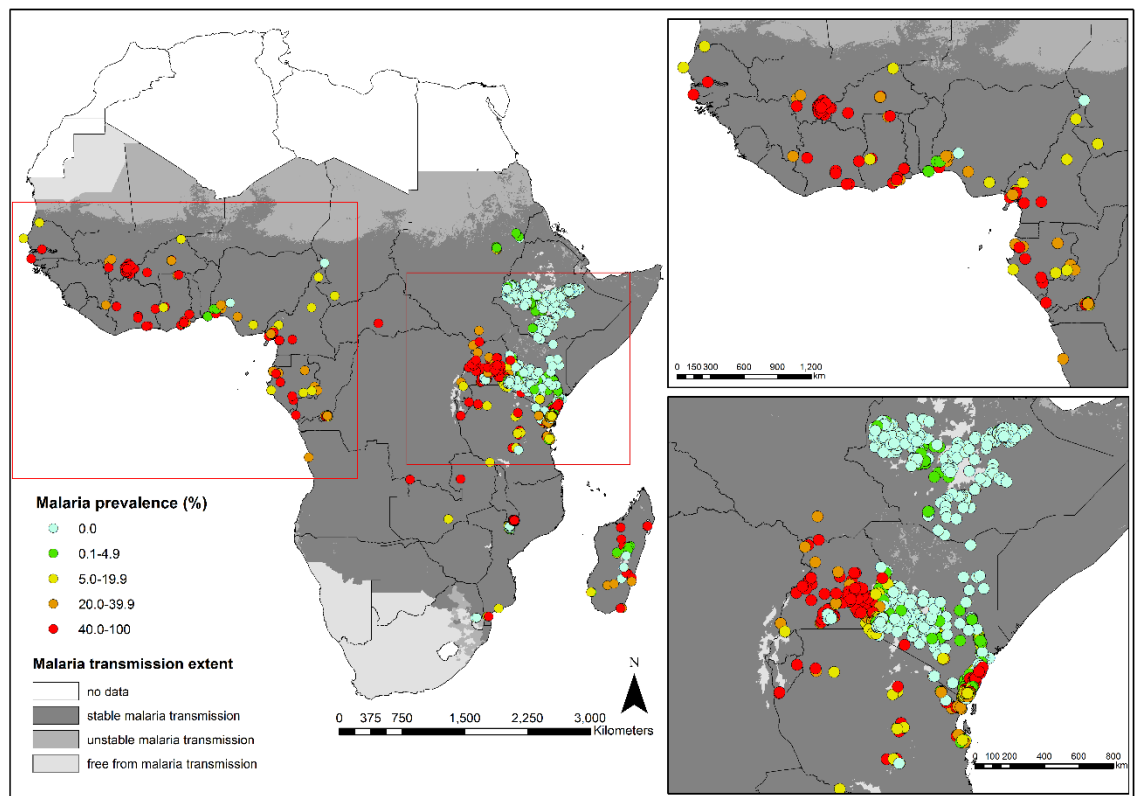 0 150 300 600 900 1,200
km
Malaria prevalence (%)
0.0
0.1-4.9
5.0-19.9
20.0-39.9
40.0-100
Malaria transmission extent
no data
stable malaria transmission
unstable malaria transmission
free from malaria transmission
N
0 375 750 1,500 2,250 3,000
Kilometers
0 100 200 400 600 800
km